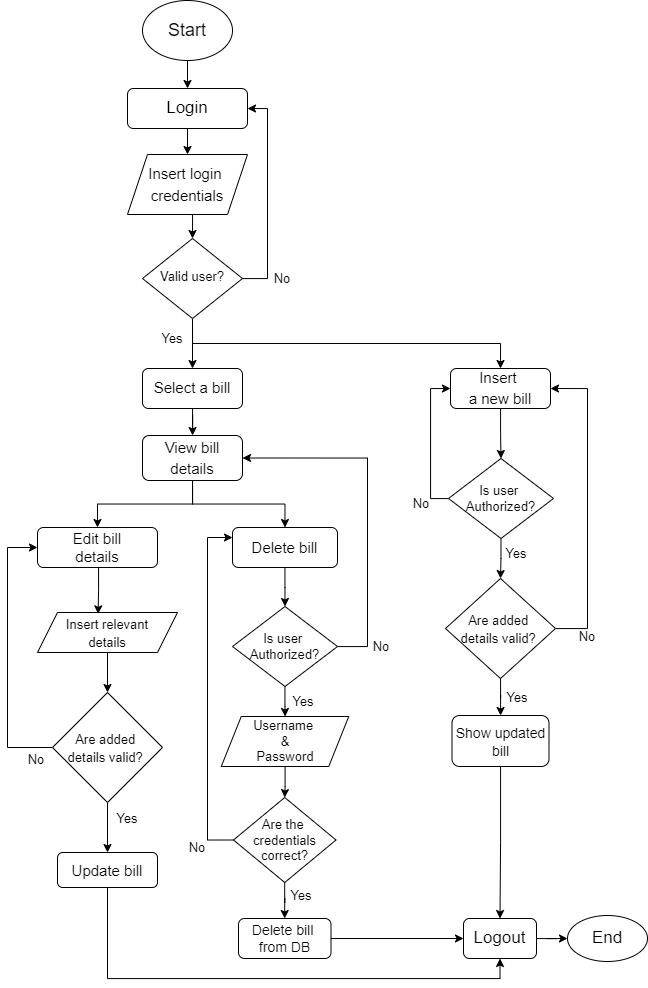 Start
Login
Insert login
credentials
Valid user?
No
Yes
Select a bill
Insert
a new bill
View bill
details
Is user
Authorized?
No
Yes
Edit bill
details
Delete bill
Insert relevant
details
Is user
Authorized?
No
Yes
Are added
details valid?
No
Yes
Username
&
Password
Show updated
bill
Are added
details valid?
No
Yes
Are the
credentials
correct?
No
Yes
Update bill
Delete bill
from DB
Logout
End